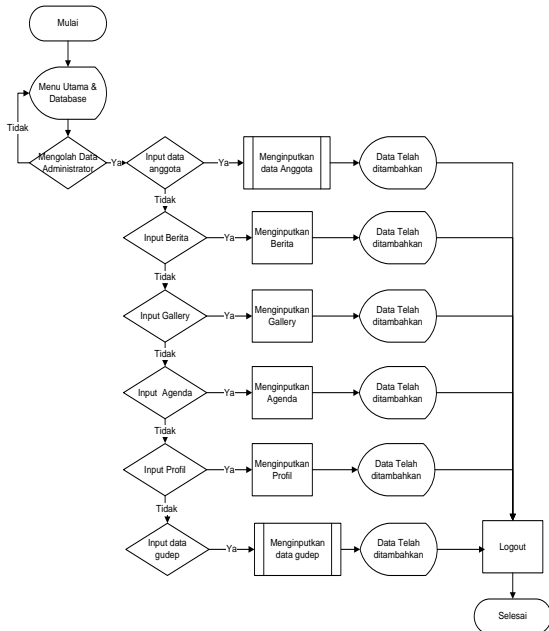 Mulai
Menu Utama &
Database
Tidak
Mengolah Data
Administrator
Ya
Input data
anggota
Ya
Menginputkan
data Anggota
Data Telah
ditambahkan
Tidak
Input Berita
Ya
Menginputkan
Berita
Data Telah
ditambahkan
Tidak
Input Gallery
Ya
Menginputkan
Gallery
Data Telah
ditambahkan
Tidak
Input Agenda
Ya
Menginputkan
Agenda
Data Telah
ditambahkan
Tidak
Input Profil
Ya
Menginputkan
Profil
Data Telah
ditambahkan
Tidak
Input data
gudep
Ya
Menginputkan
data gudep
Data Telah
ditambahkan
Logout
Selesai